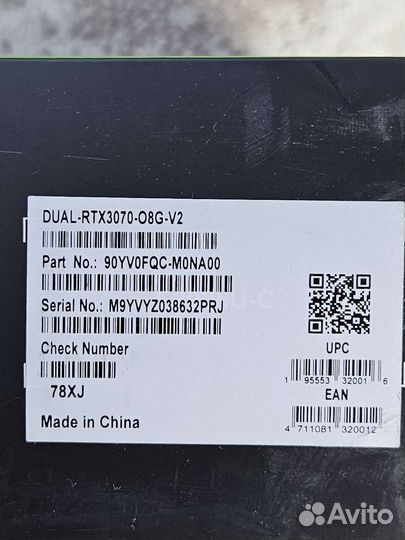 DUAL-RTX3070-O8G-V2
Part No.: 90YV0FQC-M0NA00
Serial No.: M9YVYZ038632PRJ
Check Number
78XJ
Made in China
UPC
1 95553 32001 6
EAN
4 711081 320012
Avito